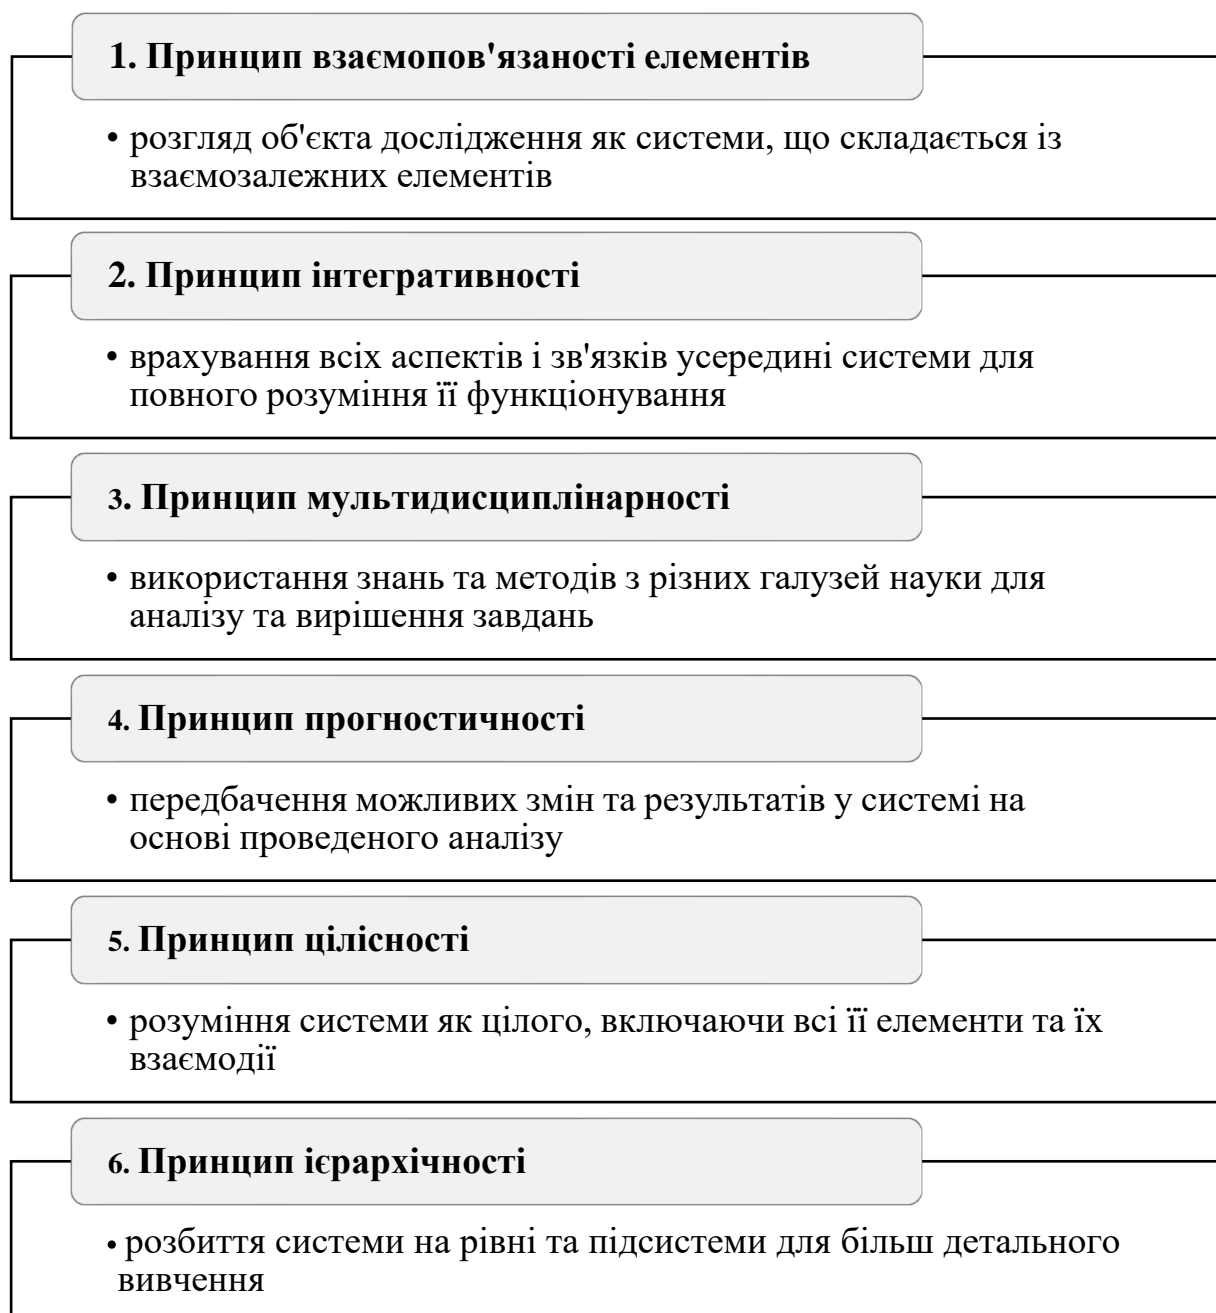 1. Принцип взаємопов'язаності елементів
• розгляд об'єкта дослідження як системи, що складається із
взаємозалежних елементів
2. Принцип інтегративності
• врахування всіх аспектів і зв'язків усередині системи для
повного розуміння її функціонування
3. Принцип мультидисциплінарності
• використання знань та методів з різних галузей науки для
аналізу та вирішення завдань
4. Принцип прогностичності
• передбачення можливих змін та результатів у системі на
основі проведеного аналізу
5. Принцип цілісності
• розуміння системи як цілого, включаючи всі її елементи та їх
взаємодії
6. Принцип ієрархічності
• розбиття системи на рівні та підсистеми для більш детального
вивчення